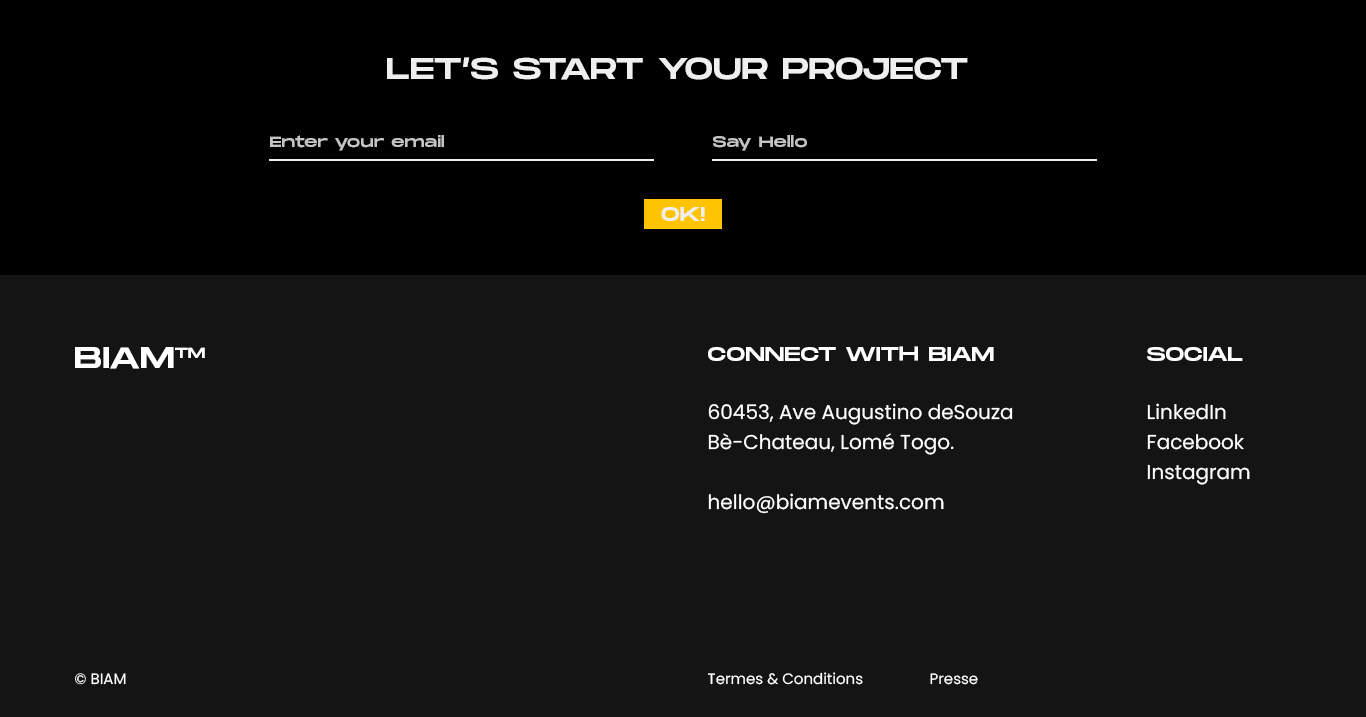 LET'S START YOUR PROJECT
Enter your email
Say Hello
OK!
BIAM™
CONNECT WITH BIAM
60453, Ave Augustino deSouza
Bè-Chateau, Lomé Togo.
hello@biamevents.com
SOCIAL
LinkedIn
Facebook
Instagram
© BIAM
Termes & Conditions
Presse